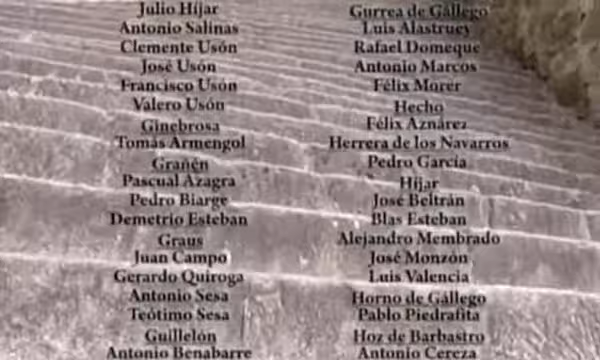 Julio Híjar
Antonio Salinas
Clemente Usón
José Usón
Francisco Usón
Valero Usón
Ginebrosa
Tomás Armengol
Grañén
Pascual Azagra
Pedro Biarge
Demetrio Esteban
Graus
Juan Campo
Gerardo Quiroga
Antonio Sesa
Teótimo Sesa
Guillelón
Antonio Benabarre
Gurrea de Gállego
Luis Alastruey
Rafael Domeque
Antonio Marcos
Félix Morer
Hecho
Félix Aznárez
Herrera de los Navarros
Pedro García
Híjar
José Beltrán
Blas Esteban
Alejandro Membrado
José Monzón
Luis Valencia
Horno de Gállego
Pablo Piedrafita
Hoz de Barbastro
Antonio Cereza